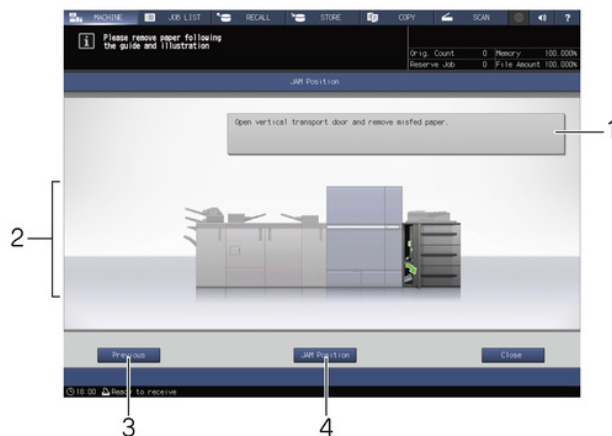 MACHINE JOB LIST RECALL STORE COPY SCAN ?
Please remove paper following
the guide and illustration
Orig. Count 0 Memory 100.000%
Reserve Job 0 File Amount 100.000%
JAM Position
Open vertical transport door and remove misfed paper.
1
2
Previous JAM Position Close
18:00 Ready to receive
3 4